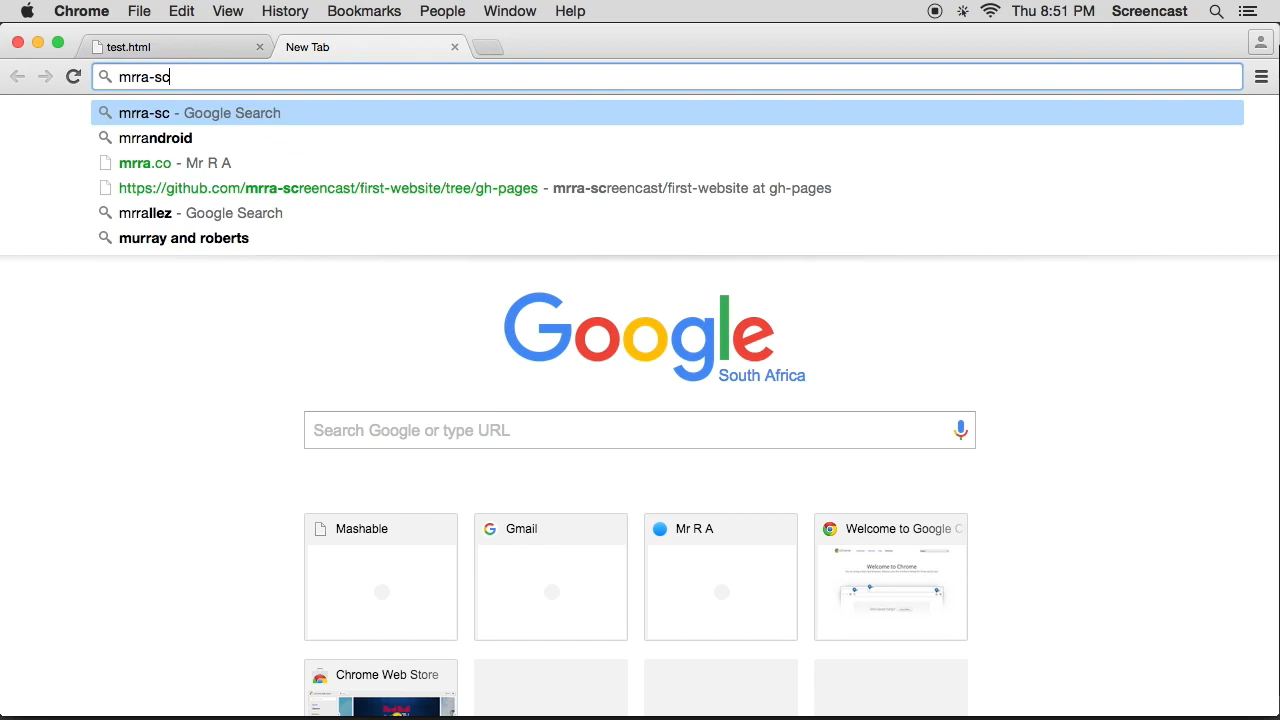 Chrome File Edit View History Bookmarks People Window Help Thu 8:51 PM Screencast
test.html New Tab
mrra-sc
mrra-sc - Google Search
mrrandroid
mrra.co - Mr R A
https://github.com/mrra-screencast/first-website/tree/gh-pages - mrra-screencast/first-website at gh-pages
mrrallez - Google Search
murray and roberts
Google
South Africa
Search Google or type URL
Mashable Gmail Mr R A Welcome to Google C
Welcome to Chrome
Chrome Web Store